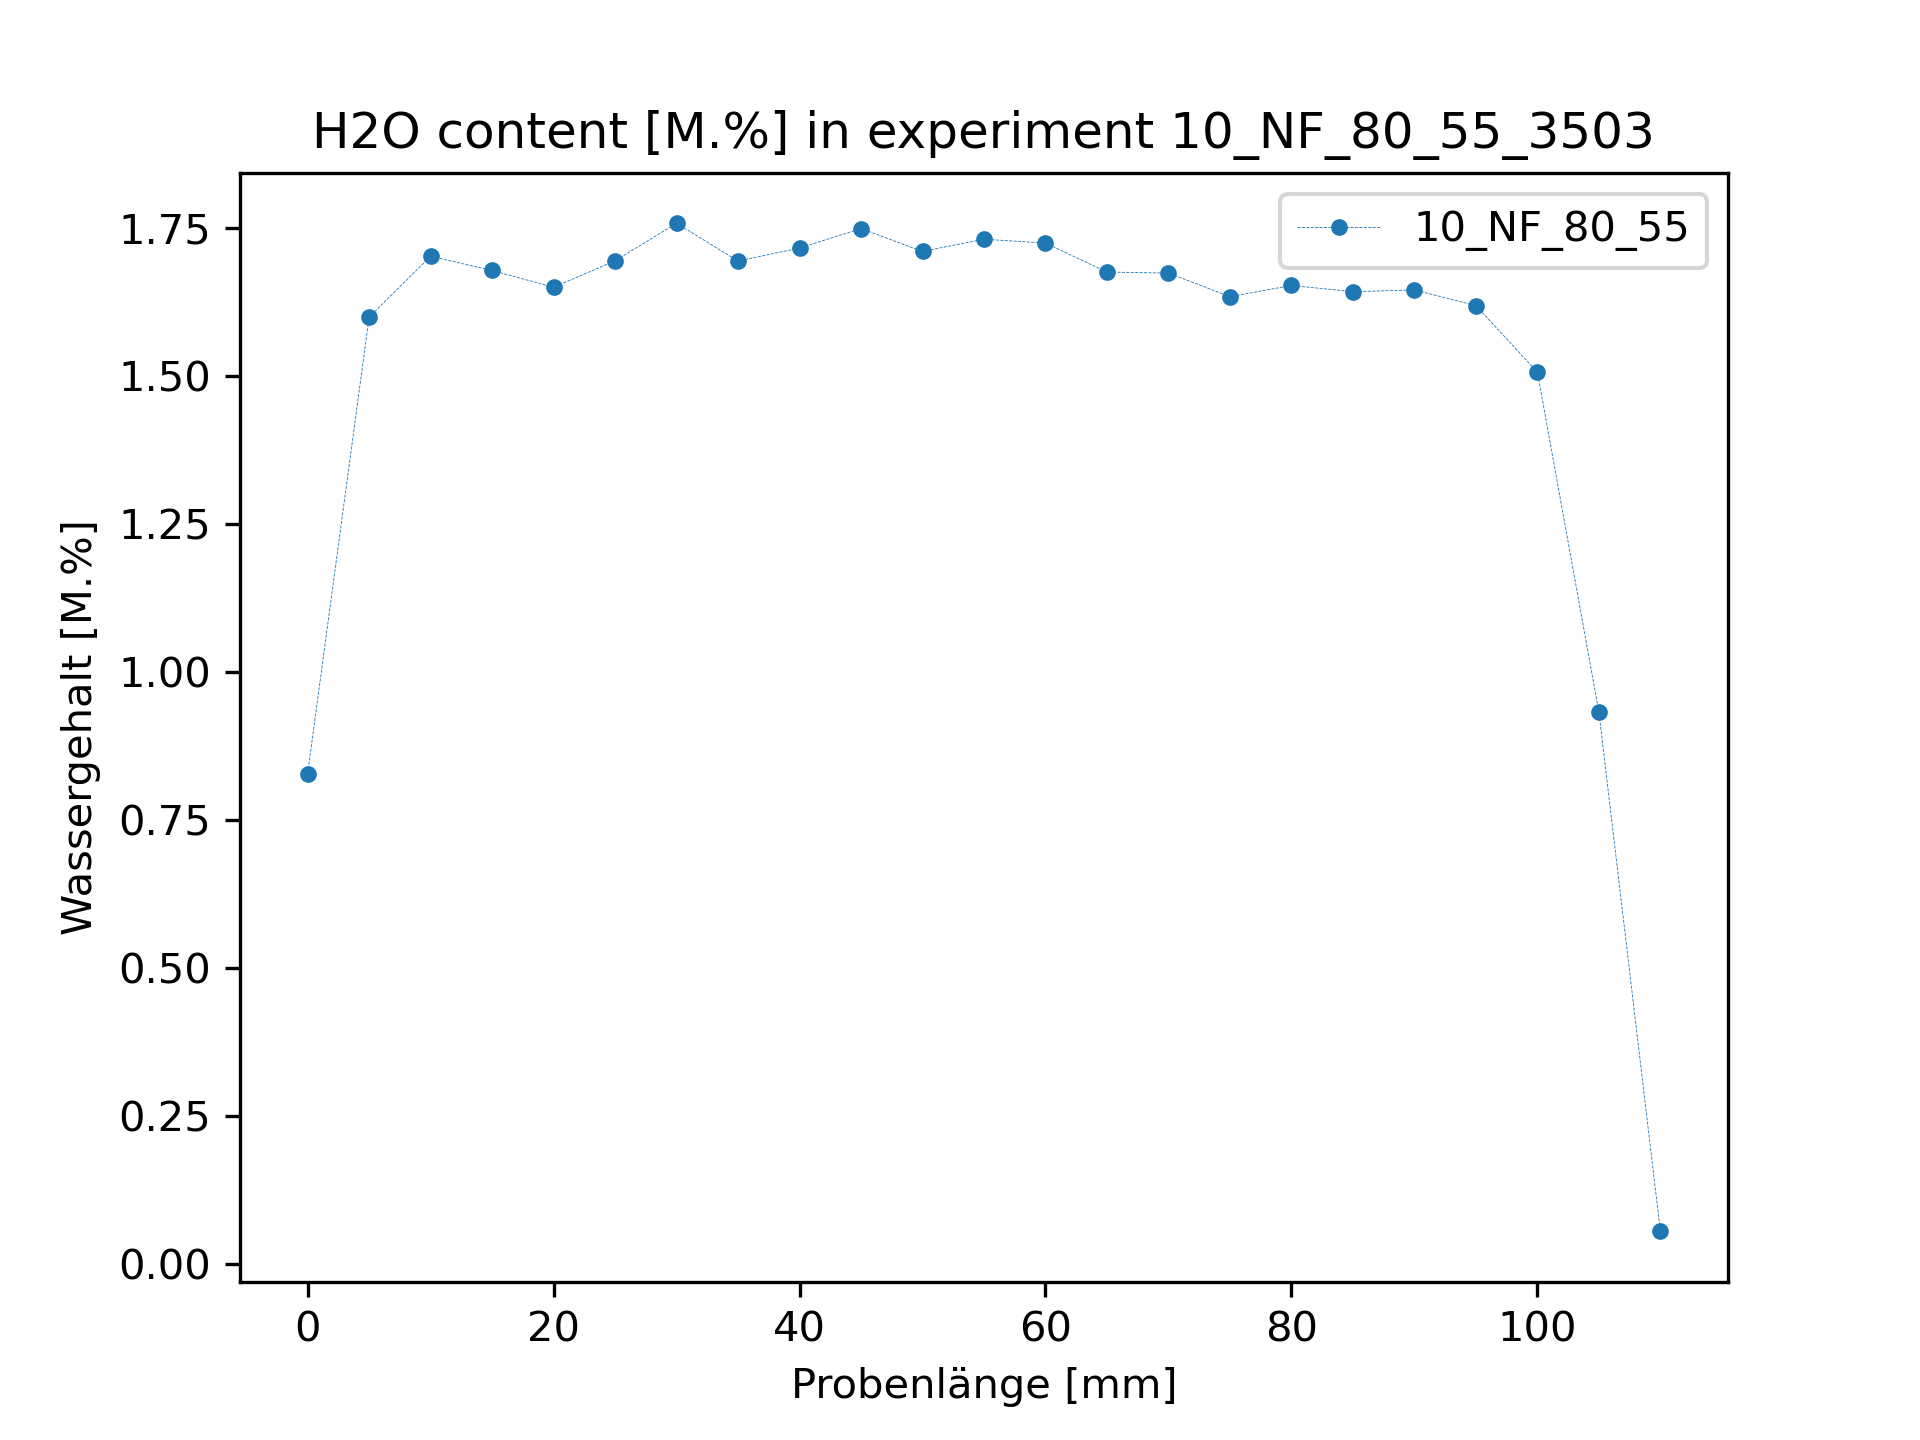 H2O content [M.%] in experiment 10_NF_80_55_3503
10_NF_80_55
1.75
1.50
1.25
1.00
0.75
0.50
0.25
0.00
Wassergehalt [M.%]
0 20 40 60 80 100
Probenlänge [mm]